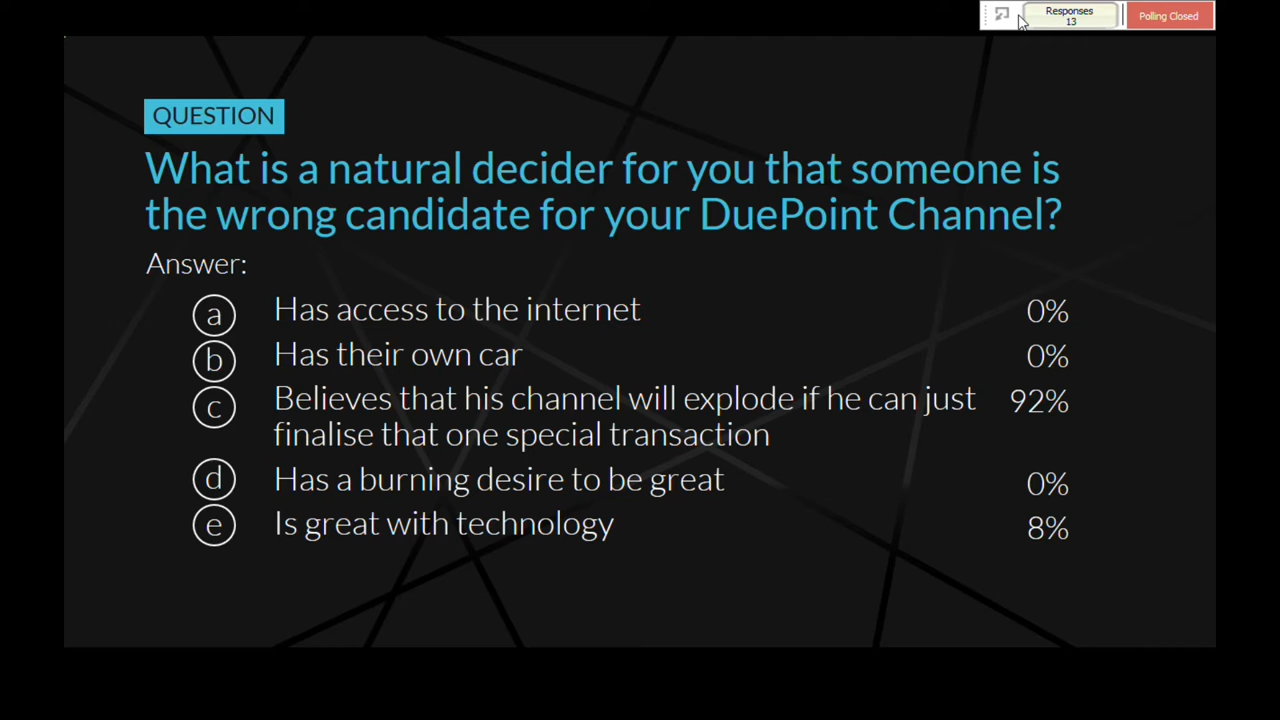 Responses
13
Polling Closed
QUESTION
What is a natural decider for you that someone is
the wrong candidate for your DuePoint Channel?
Answer:
a Has access to the internet 0%
b Has their own car 0%
c Believes that his channel will explode if he can just 92%
finalise that one special transaction
d Has a burning desire to be great 0%
e Is great with technology 8%